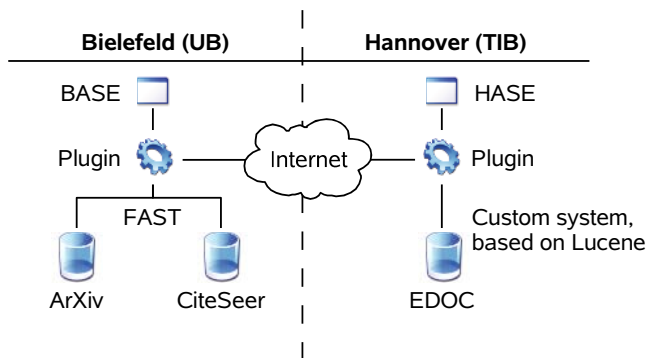 Bielefeld (UB)
Hannover (TIB)
BASE
HASE
Plugin
Internet
Plugin
FAST
Custom system,
based on Lucene
ArXiv
CiteSeer
EDOC